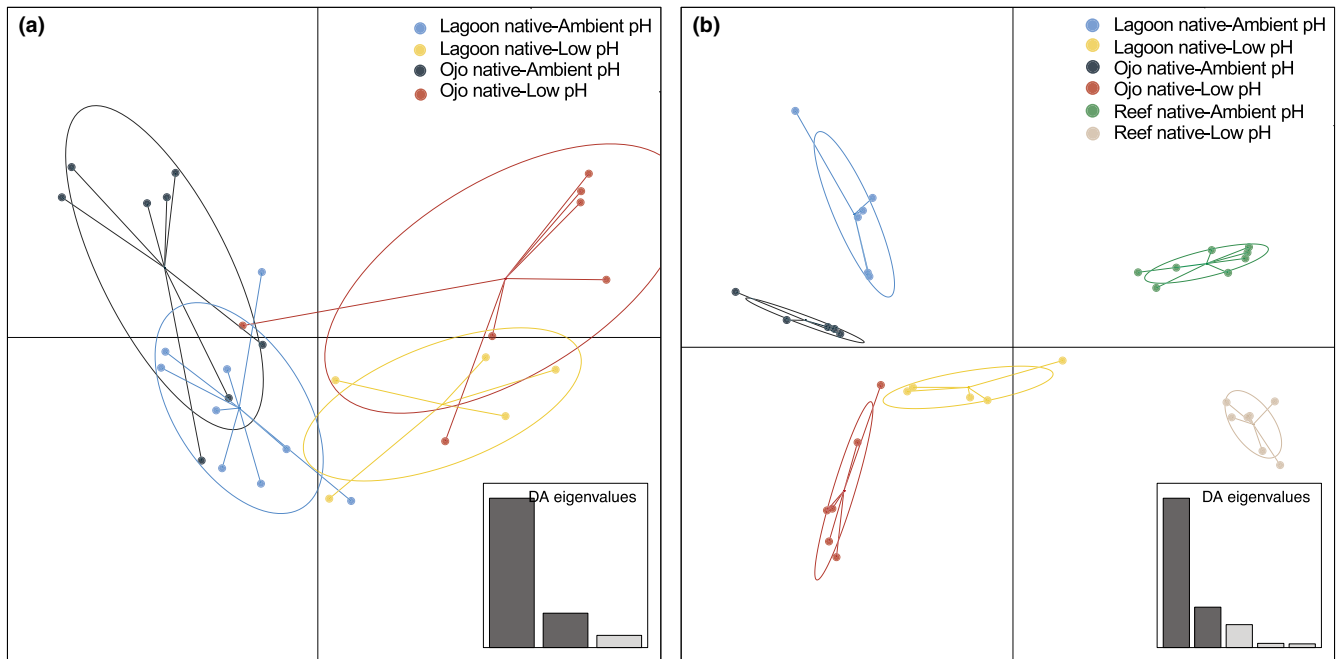 (a)
Lagoon native-Ambient pH
Lagoon native-Low pH
Ojo native-Ambient pH
Ojo native-Low pH
DA eigenvalues
(b)
Lagoon native-Ambient pH
Lagoon native-Low pH
Ojo native-Ambient pH
Ojo native-Low pH
Reef native-Ambient pH
Reef native-Low pH
DA eigenvalues